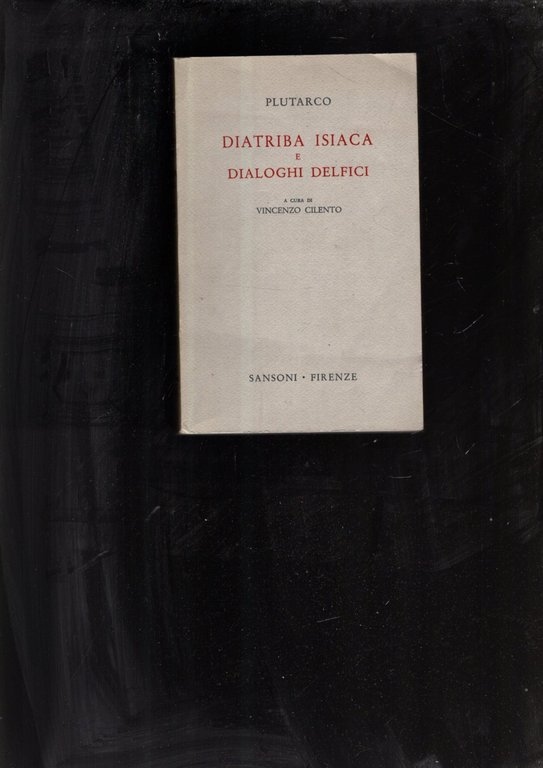 PLUTARCO
DIATRIBA ISIACA
E
DIALOGHI DELFICI
A CURA DI
VINCENZO CILENTO
SANSONI • FIRENZE